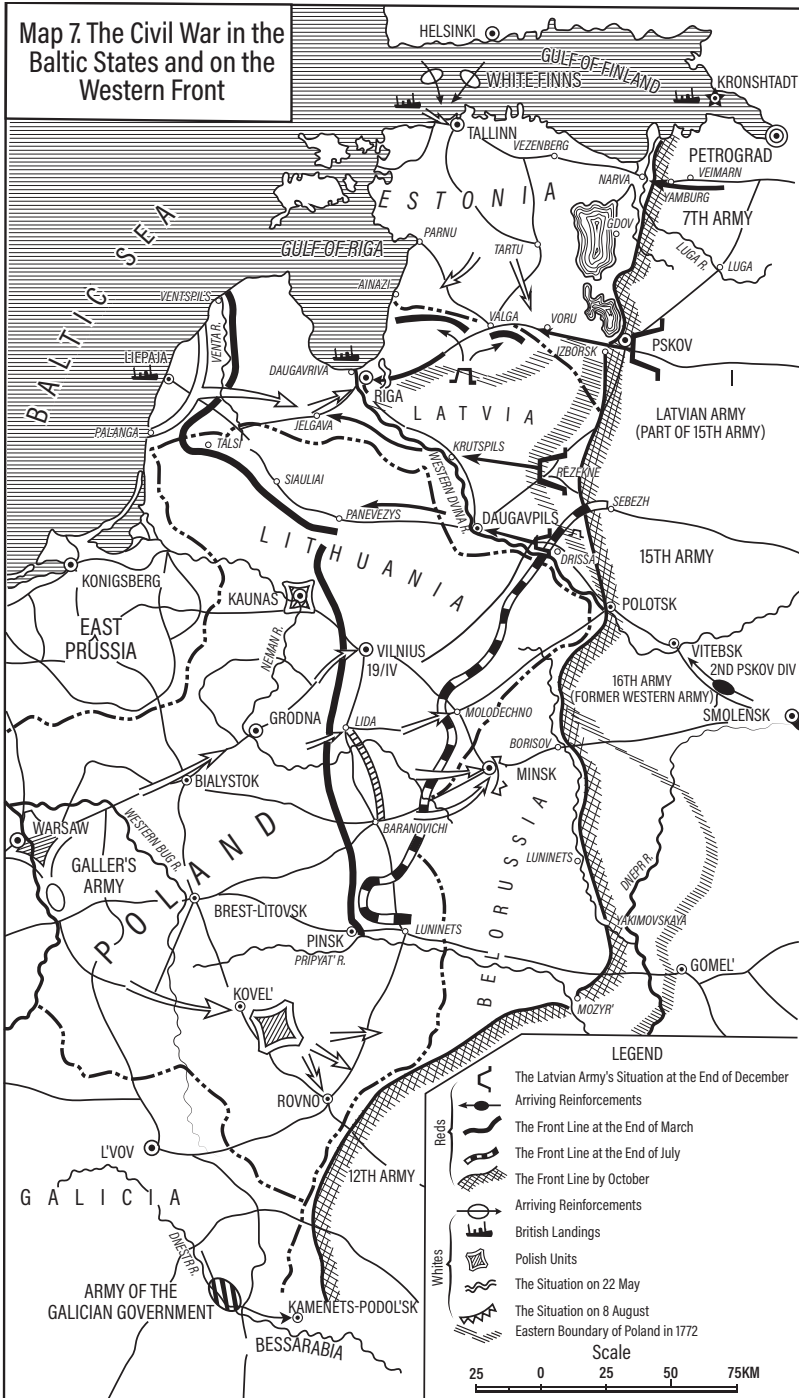 Map 7. The Civil War in the
Baltic States and on the
Western Front
HELSINKI
GULF OF FINLAND
WHITE FINNS
KRONSHTADT
TALLINN
VEZENBERG
PETROGRAD
NARVA
VEIMARN
YAMBURG
ESTONIA
7TH ARMY
GDOV
BALTIC SEA
PARNU
GULF OF RIGA
TARTU
LUGA R.
LUGA
AINAZI
VENTSPILS
VALGA
VORU
VENTA R.
IZBORSK
PSKOV
LIEPAJA
DAUGAVRIVA
RIGA
LATVIA
LATVIAN ARMY
(PART OF 15TH ARMY)
JELGAVA
PALANGA
TALSI
KRUTSPILS
REZEKNE
SIAULIAI
WESTERN DVINA R.
SEBEZH
PANEVEZYS
DAUGAVPILS
LITHUANIA
DRISSA
15TH ARMY
KONIGSBERG
KAUNAS
POLOTSK
EAST
PRÛSSIA
NEMAN R.
VILNIUS
19/IV
VITEBSK
2ND PSKOV DIV
16TH ARMY
(FORMER WESTERN ARMY)
SMOLENSK
GRODNA
LIDA
MOLODECHNO
BORISOV
MINSK
BIALYSTOK
WARSAW
WESTERN BUG R.
BARANOVICHI
GALLER'S
ARMY
POLAND
LUNINETS
DNEPR R.
BELORUSSIA
BREST-LITOVSK
YAKIMOVSKAYA
PINSK
LUNINETS
PRIPYAT' R.
GOMEL'
KOVEL'
MOZYR'
ROVNO
L'VOV
12TH ARMY
GALICIA
DNESTR R.
ARMY OF THE
GALICIAN GOVERNMENT
KAMENETS-PODOL'SK
BESSARABIA
LEGEND
Reds
The Latvian Army's Situation at the End of December
Arriving Reinforcements
The Front Line at the End of March
The Front Line at the End of July
The Front Line by October
Whites
Arriving Reinforcements
British Landings
Polish Units
The Situation on 22 May
The Situation on 8 August
Eastern Boundary of Poland in 1772
Scale
25 0 25 50 75KM